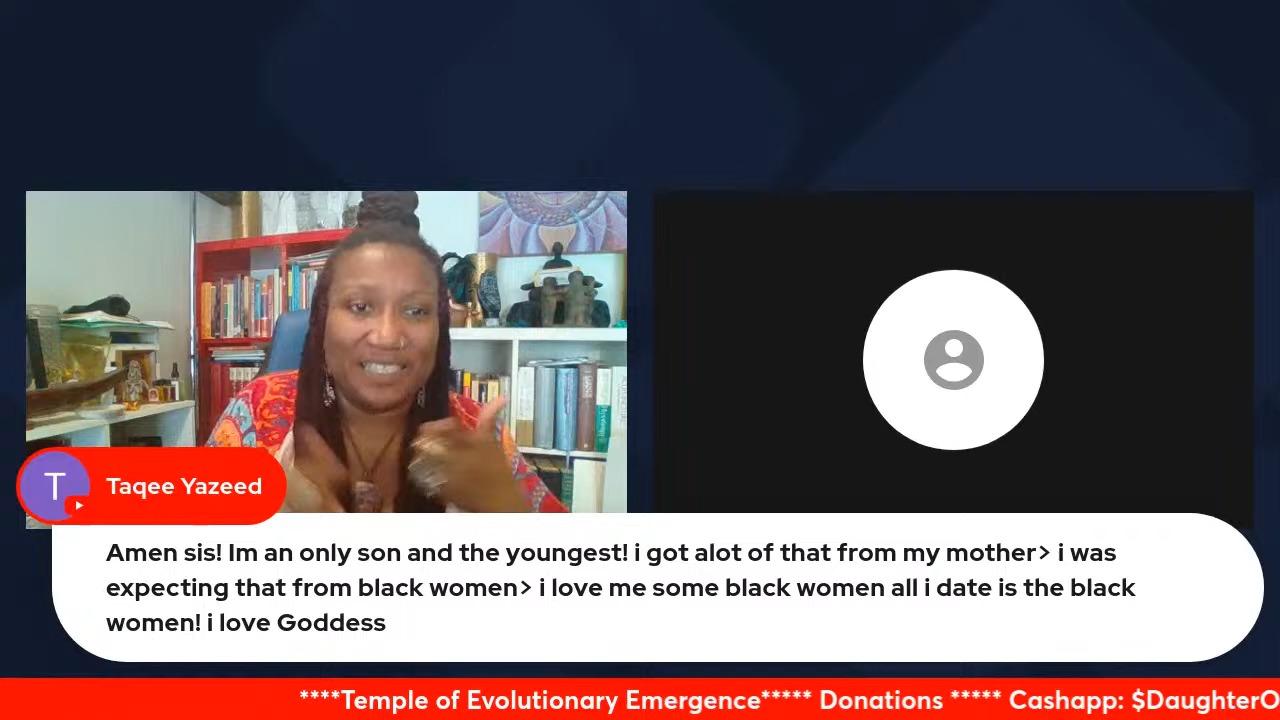 T
Taqee Yazeed
Amen sis! Im an only son and the youngest! i got alot of that from my mother> i was
expecting that from black women> i love me some black women all i date is the black
women! i love Goddess
****Temple of Evolutionary Emergence***** Donations ***** Cashapp: $DaughterO